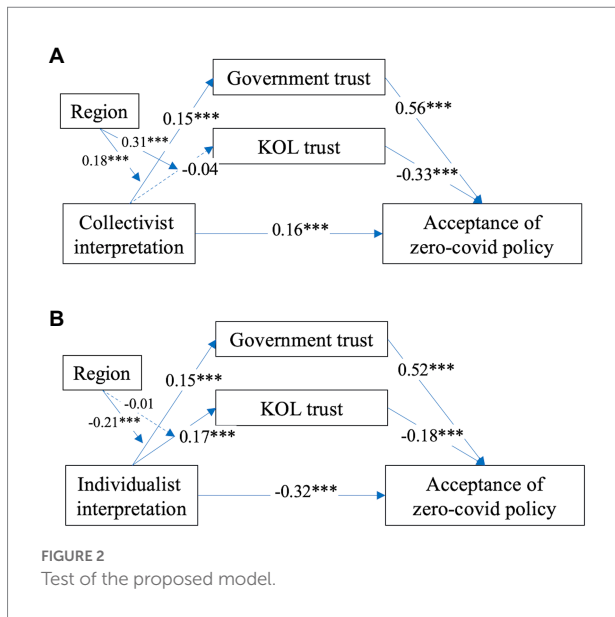 A
Government trust
Region
0.15***
0.56***
0.31***
0.18***
KOL trust
-0.04
-0.33***
Collectivist
interpretation
0.16***
Acceptance of
zero-covid policy
B
Government trust
Region
0.15***
0.52***
-0.01
-0.21***
KOL trust
0.17***
-0.18***
Individualist
interpretation
-0.32***
Acceptance of
zero-covid policy
FIGURE 2
Test of the proposed model.